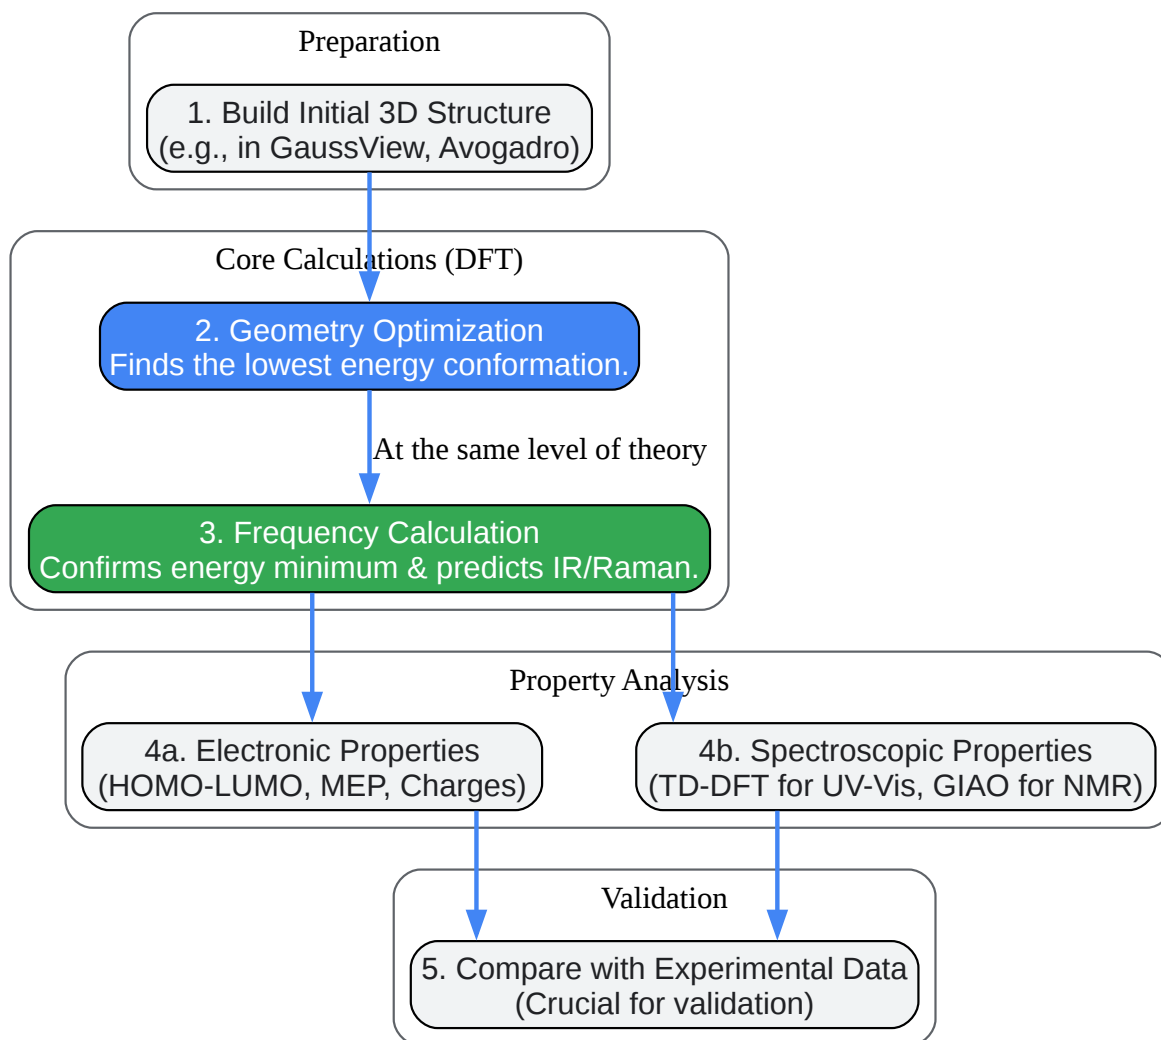 Preparation
1. Build Initial 3D Structure
(e.g., in GaussView, Avogadro)
Core Calculations (DFT)
2. Geometry Optimization
Finds the lowest energy conformation.
At the same level of theory
3. Frequency Calculation
Confirms energy minimum & predicts IR/Raman.
Property Analysis
4a. Electronic Properties
(HOMO-LUMO, MEP, Charges)
4b. Spectroscopic Properties
(TD-DFT for UV-Vis, GIAO for NMR)
Validation
5. Compare with Experimental Data
(Crucial for validation)